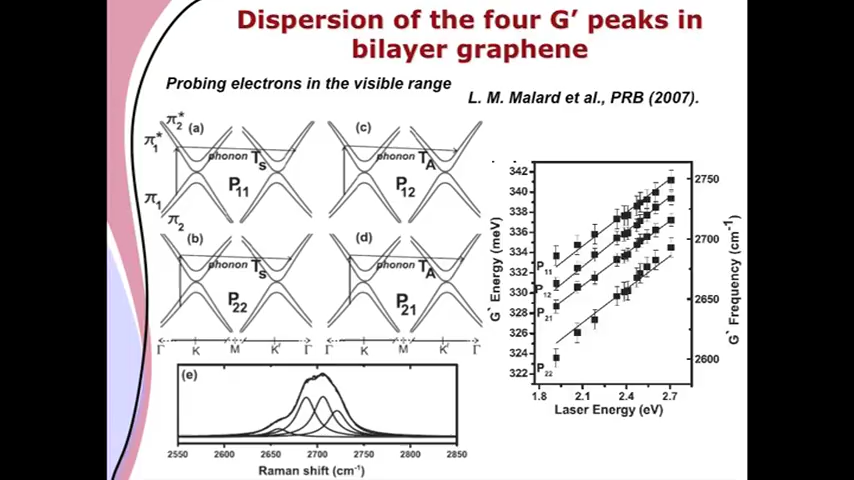 Dispersion of the four G’ peaks in
bilayer graphene
Probing electrons in the visible range
L. M. Malard et al., PRB (2007).
π2*
π1*
π1
π2
(a)
phonon Ts
P11
(c)
phonon TA
P12
(b)
phonon Ts
P22
(d)
phonon TA
P21
Γ K M K' Γ K M K' Γ
(e)
2550 2600 2650 2700 2750 2800 2850
Raman shift (cm-1)
342
340
338
336
334
332
330
328
326
324
322
G` Energy (meV)
P11
P12
P21
P22
2750
2700
2650
2600
G` Frequency (cm-1)
1.8 2.1 2.4 2.7
Laser Energy (eV)